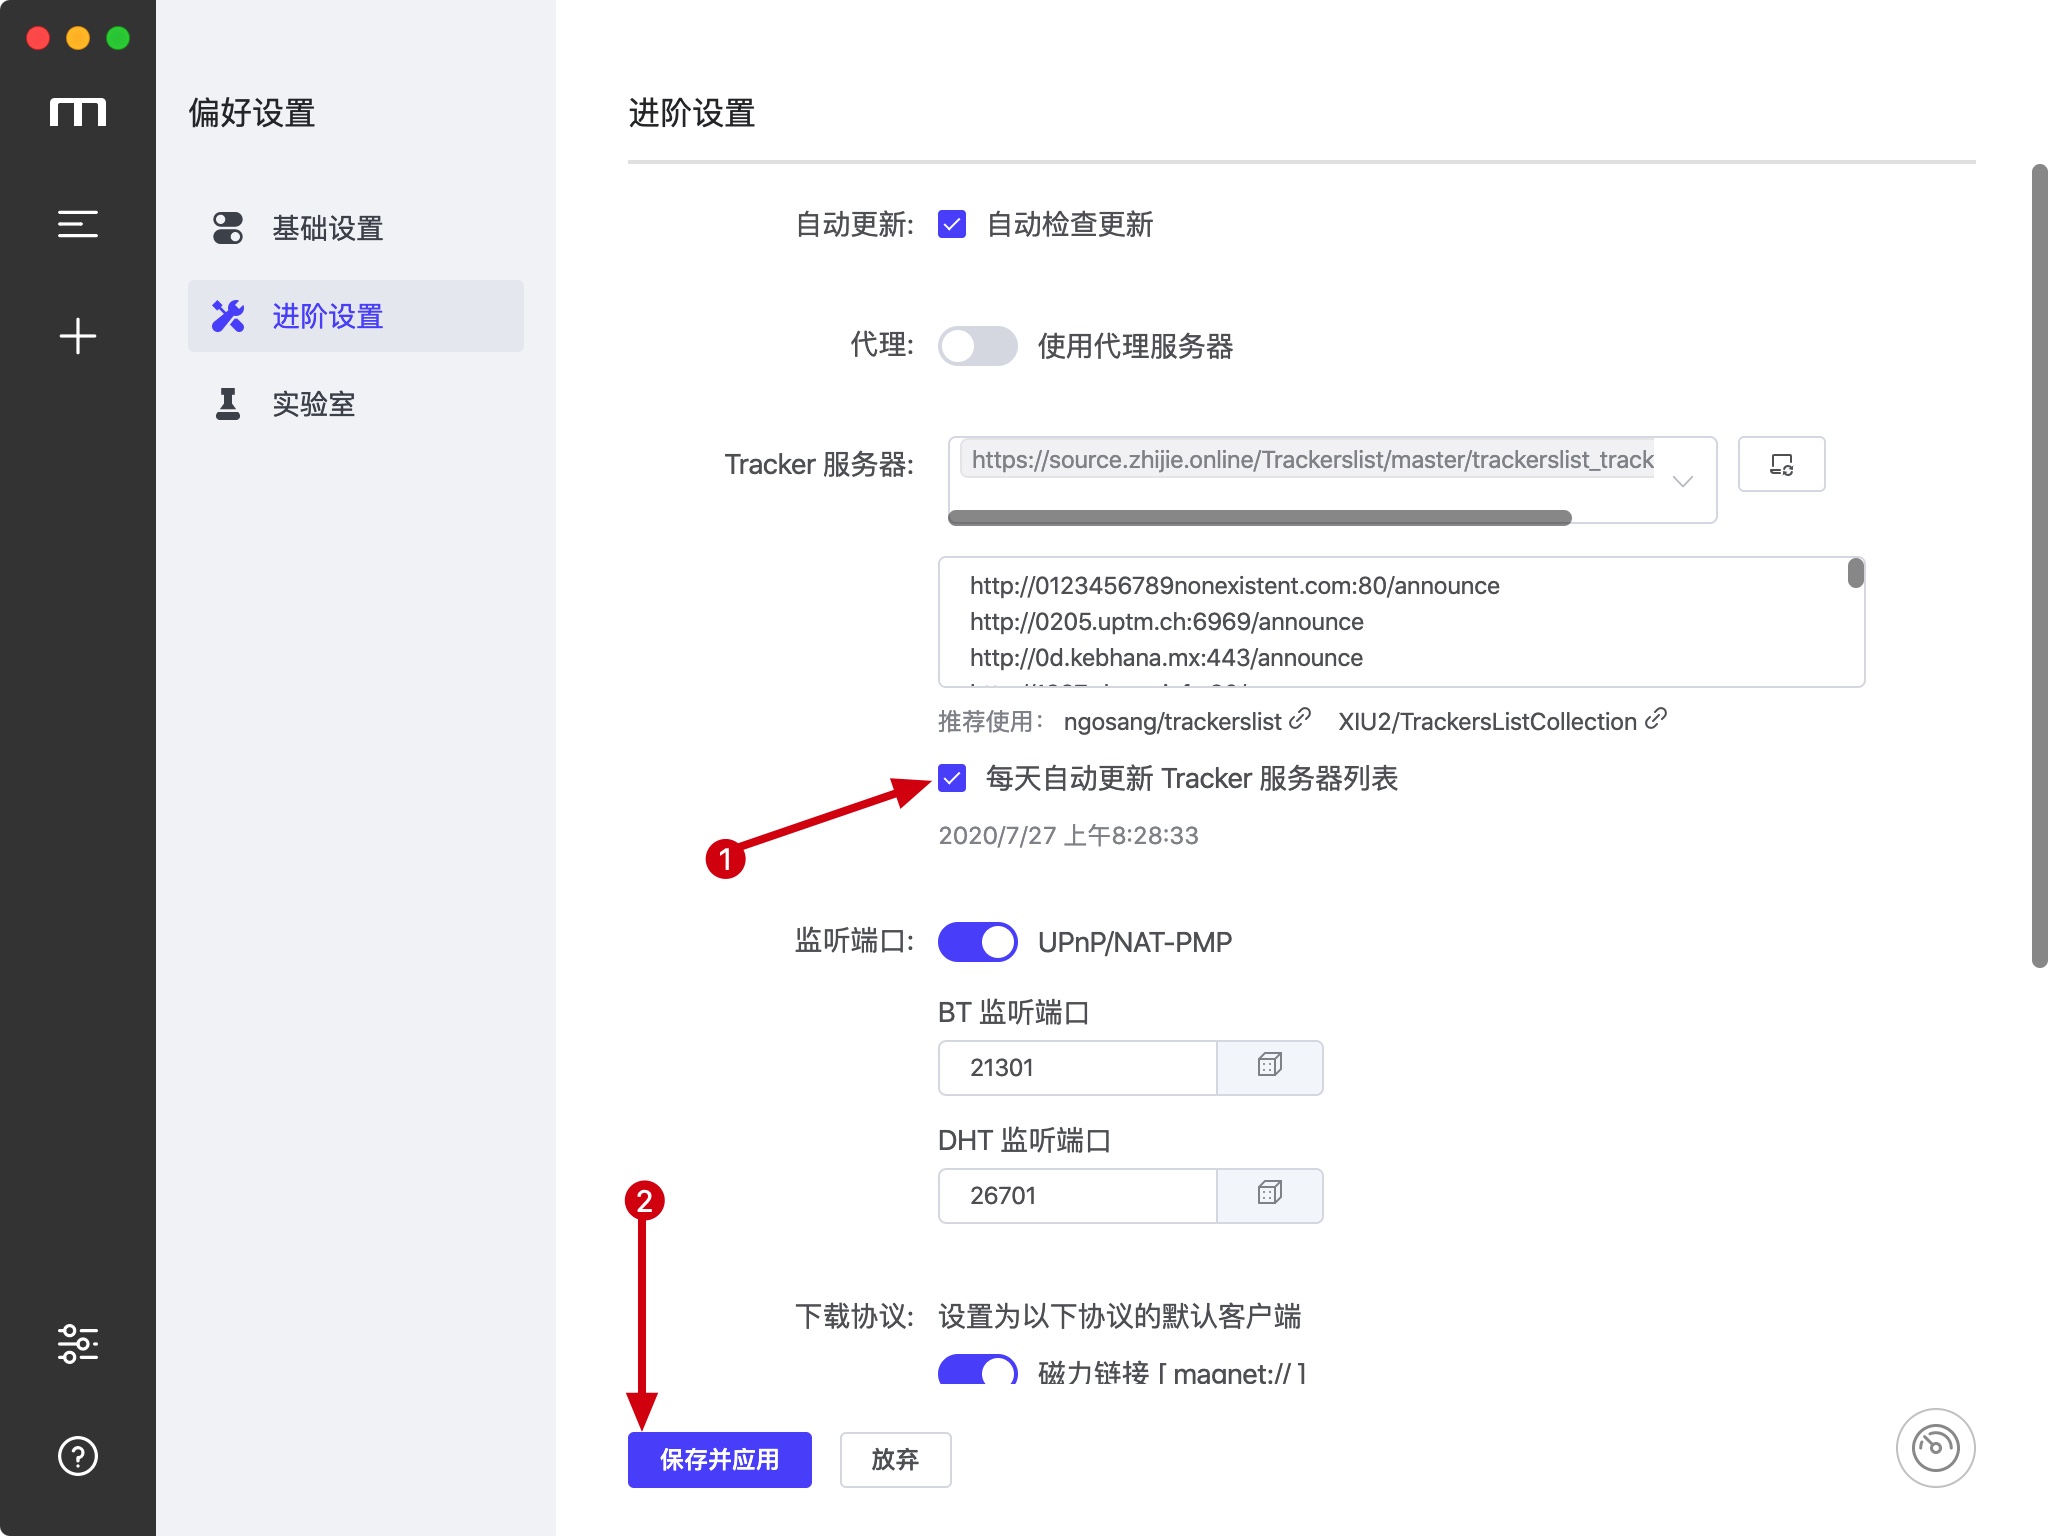 偏好设置
基础设置
进阶设置
实验室
进阶设置
自动更新: 自动检查更新
代理: 使用代理服务器
Tracker 服务器: https://source.zhijie.online/Trackerslist/master/trackerslist_track
http://0123456789nonexistent.com:80/announce
http://0205.uptm.ch:6969/announce
http://0d.kebhana.mx:443/announce
推荐使用： ngosang/trackerslist XIU2/TrackersListCollection
每天自动更新 Tracker 服务器列表
1
2020/7/27 上午8:28:33
监听端口: UPnP/NAT-PMP
BT 监听端口
21301
DHT 监听端口
26701
2
下载协议: 设置为以下协议的默认客户端
磁力链接 [ magnet:// ]
保存并应用 放弃